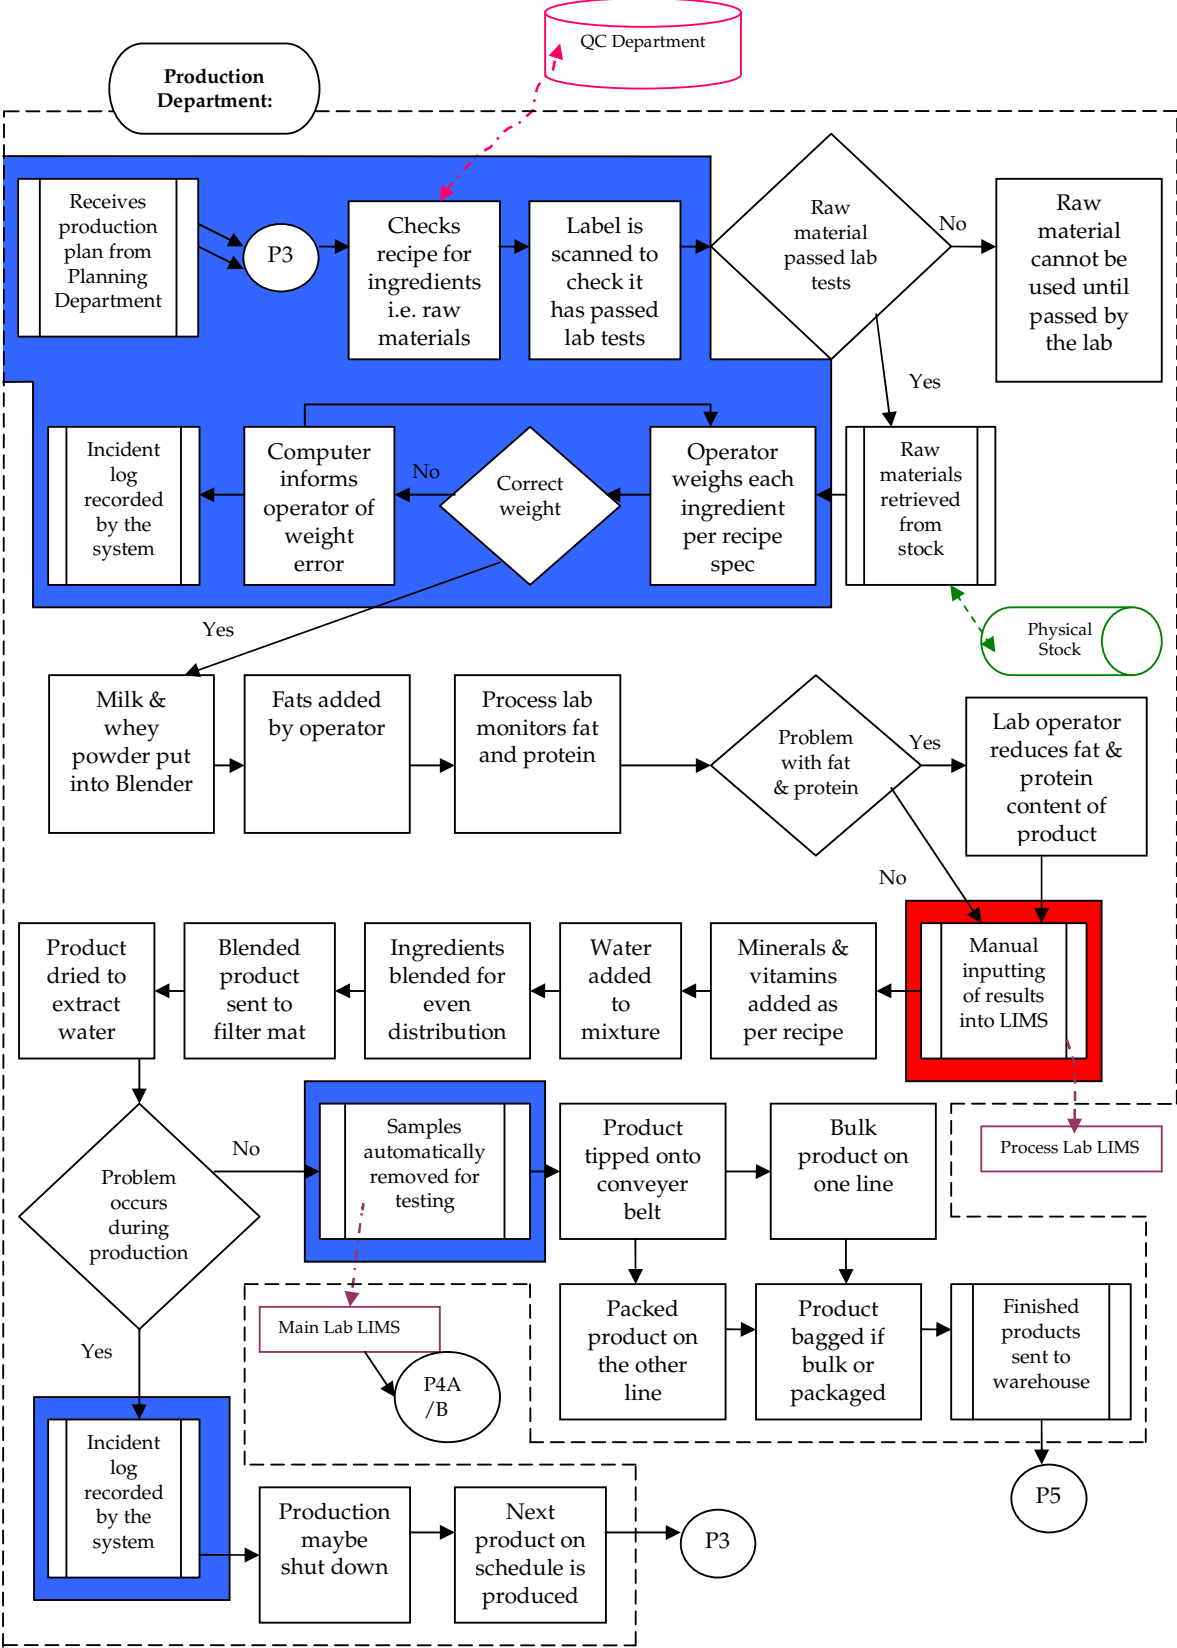 QC Department
Production
Department:
Receives
production
plan from
Planning
Department
P3
Checks
recipe for
ingredients
i.e. raw
materials
Label is
scanned to
check it
has passed
lab tests
Raw
material
passed lab
tests
No
Raw
material
cannot be
used until
passed by
the lab
Yes
Incident
log
recorded
by the
system
Computer
informs
operator of
weight
error
No
Correct
weight
Operator
weighs each
ingredient
per recipe
spec
Raw
materials
retrieved
from
stock
Physical
Stock
Yes
Milk &
whey
powder put
into Blender
Fats added
by operator
Process lab
monitors fat
and protein
Problem
with fat
& protein
Yes
Lab operator
reduces fat &
protein
content of
product
No
Product
dried to
extract
water
Blended
product
sent to
filter mat
Ingredients
blended for
even
distribution
Water
added
to
mixture
Minerals &
vitamins
added as
per recipe
Manual
inputting
of results
into LIMS
Process Lab LIMS
Problem
occurs
during
production
No
Samples
automatically
removed for
testing
Product
tipped onto
conveyer
belt
Bulk
product on
one line
Main Lab LIMS
P4A
/B
Packed
product on
the other
line
Product
bagged if
bulk or
packaged
Finished
products
sent to
warehouse
Yes
Incident
log
recorded
by the
system
Production
maybe
shut down
Next
product on
schedule is
produced
P3
P5